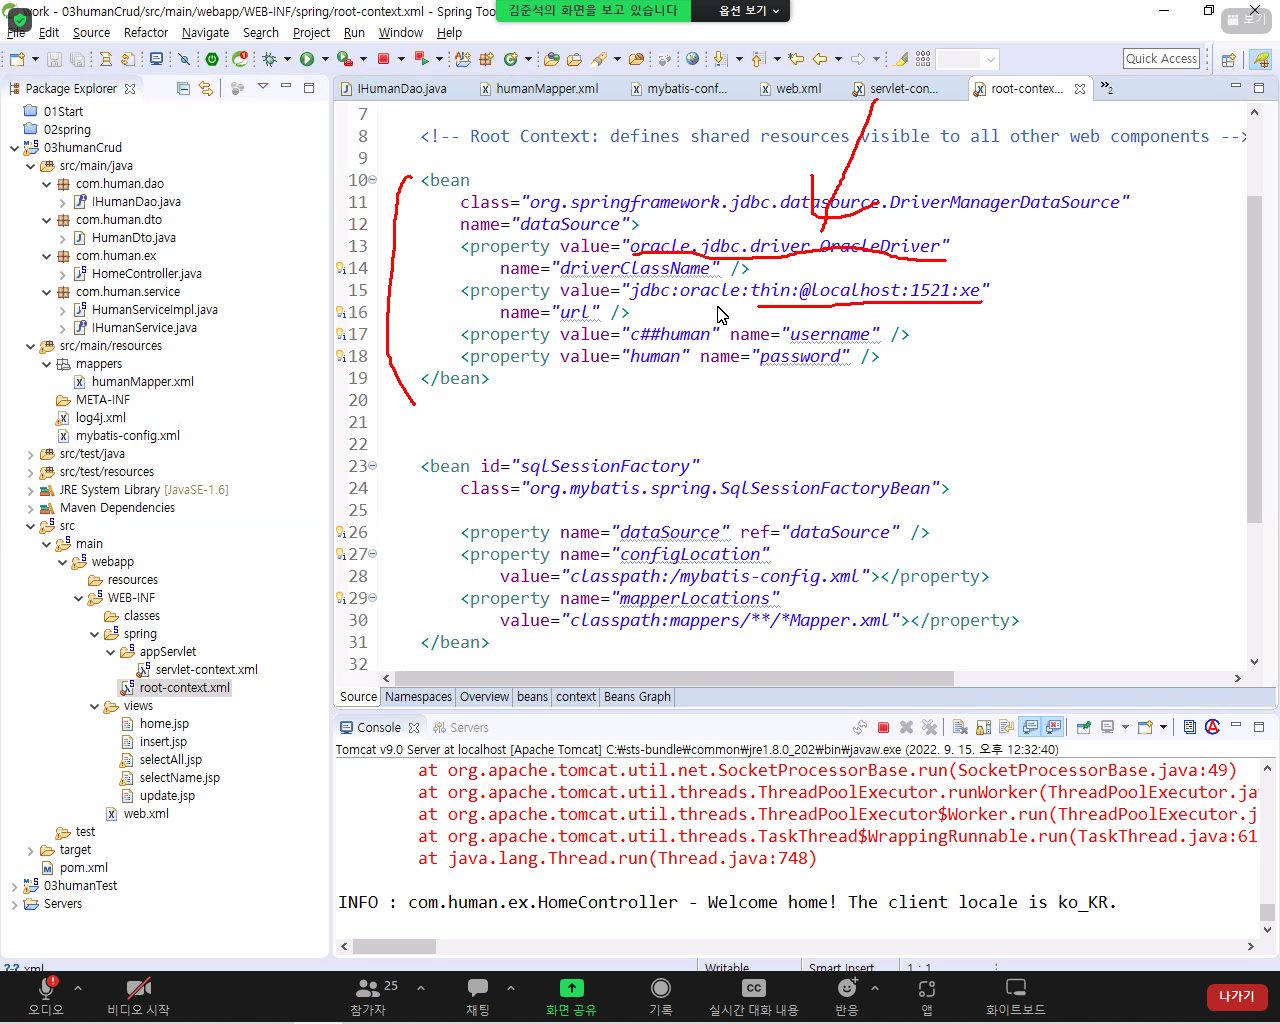 work - 03humanCrud/src/main/webapp/WEB-INF/spring/root-context.xml - Spring Too
김준석의 화면을 보고 있습니다
옵션 보기
보기
File Edit Source Refactor Navigate Search Project Run Window Help
Quick Access
Package Explorer
IHumanDao.java
humanMapper.xml
mybatis-conf...
web.xml
servlet-con...
root-contex...
»2
01Start
02spring
03humanCrud
src/main/java
com.human.dao
IHumanDao.java
com.human.dto
HumanDto.java
com.human.ex
HomeController.java
com.human.service
HumanServiceImpl.java
IHumanService.java
src/main/resources
mappers
humanMapper.xml
META-INF
log4j.xml
mybatis-config.xml
src/test/java
src/test/resources
JRE System Library [JavaSE-1.6]
Maven Dependencies
src
main
webapp
resources
WEB-INF
classes
spring
appServlet
servlet-context.xml
root-context.xml
views
home.jsp
insert.jsp
selectAll.jsp
selectName.jsp
update.jsp
web.xml
test
target
pom.xml
03humanTest
Servers
7
8 <!-- Root Context: defines shared resources visible to all other web components -->
9
10 <bean
11 class="org.springframework.jdbc.datasource.DriverManagerDataSource"
12 name="dataSource">
13 <property value="oracle.jdbc.driver.OracleDriver"
14 name="driverClassName" />
15 <property value="jdbc:oracle:thin:@localhost:1521:xe"
16 name="url" />
17 <property value="c##human" name="username" />
18 <property value="human" name="password" />
19 </bean>
20
21
22
23 <bean id="sqlSessionFactory"
24 class="org.mybatis.spring.SqlSessionFactoryBean">
25
26 <property name="dataSource" ref="dataSource" />
27 <property name="configLocation"
28 value="classpath:/mybatis-config.xml"></property>
29 <property name="mapperLocations"
30 value="classpath:mappers/**/*Mapper.xml"></property>
31 </bean>
32
Source Namespaces Overview beans context Beans Graph
Console Servers
Tomcat v9.0 Server at localhost [Apache Tomcat] C:₩sts-bundle₩common₩jre1.8.0_202₩bin₩javaw.exe (2022. 9. 15. 오후 12:32:40)
at org.apache.tomcat.util.net.SocketProcessorBase.run(SocketProcessorBase.java:49)
at org.apache.tomcat.util.threads.ThreadPoolExecutor.runWorker(ThreadPoolExecutor.ja
at org.apache.tomcat.util.threads.ThreadPoolExecutor$Worker.run(ThreadPoolExecutor.j
at org.apache.tomcat.util.threads.TaskThread$WrappingRunnable.run(TaskThread.java:61
at java.lang.Thread.run(Thread.java:748)
INFO : com.human.ex.HomeController - Welcome home! The client locale is ko_KR.
Writable Smart Insert 1 : 1
오디오 비디오 시작 참가자 25 채팅 화면 공유 기록 실시간 대화 내용 반응 앱 화이트보드 나가기